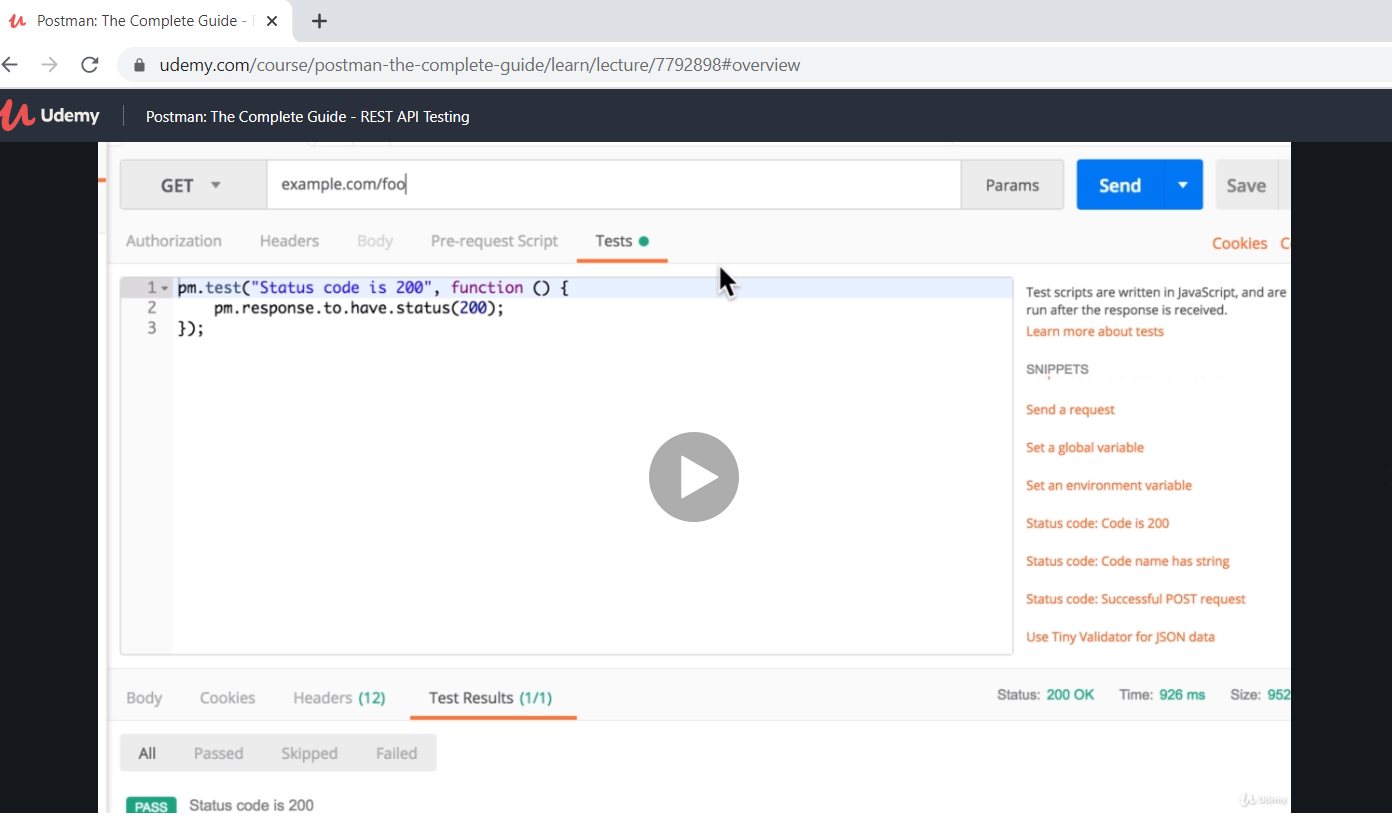 Postman: The Complete Guide -
udemy.com/course/postman-the-complete-guide/learn/lecture/7792898#overview
Udemy
Postman: The Complete Guide - REST API Testing
GET
example.com/foo
Params
Send
Save
Authorization
Headers
Body
Pre-request Script
Tests
Cookies
1
pm.test("Status code is 200", function () {
2
pm.response.to.have.status(200);
3
});
Test scripts are written in JavaScript, and are
run after the response is received.
Learn more about tests
SNIPPETS
Send a request
Set a global variable
Set an environment variable
Status code: Code is 200
Status code: Code name has string
Status code: Successful POST request
Use Tiny Validator for JSON data
Body
Cookies
Headers (12)
Test Results (1/1)
Status: 200 OK
Time: 926 ms
Size: 952
All
Passed
Skipped
Failed
PASS
Status code is 200
Udemy